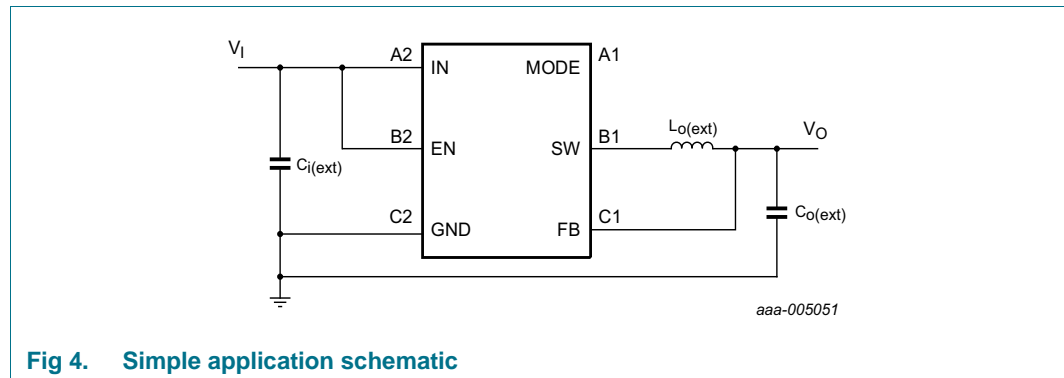 V_I
A2
IN
MODE
A1
B2
EN
SW
B1
L_o(ext)
V_O
C_i(ext)
C2
GND
FB
C1
C_o(ext)
aaa-005051
Fig 4. Simple application schematic